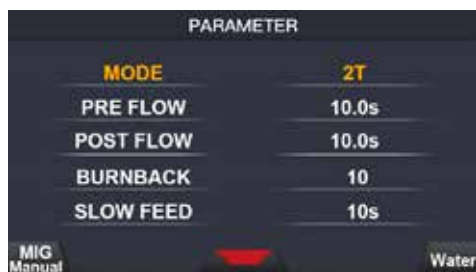 PARAMETER
MODE 2T
PRE FLOW 10.0s
POST FLOW 10.0s
BURNBACK 10
SLOW FEED 10s
MIG
Manual
Water